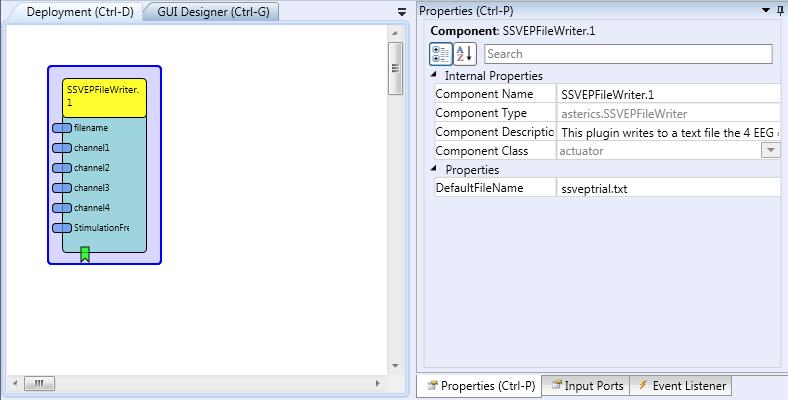 Deployment (Ctrl-D)
GUI Designer (Ctrl-G)
SSVEPFileWriter.
1
filename
channel1
channel2
channel3
channel4
StimulationFre
Properties (Ctrl-P)
Component: SSVEPFileWriter.1
A
Z
Search
Internal Properties
Component Name SSVEPFileWriter.1
Component Type asterics.SSVEPFileWriter
Component Descriptio This plugin writes to a text file the 4 EEG
Component Class actuator
Properties
DefaultFileName ssveptrial.txt
Properties (Ctrl-P) Input Ports Event Listener